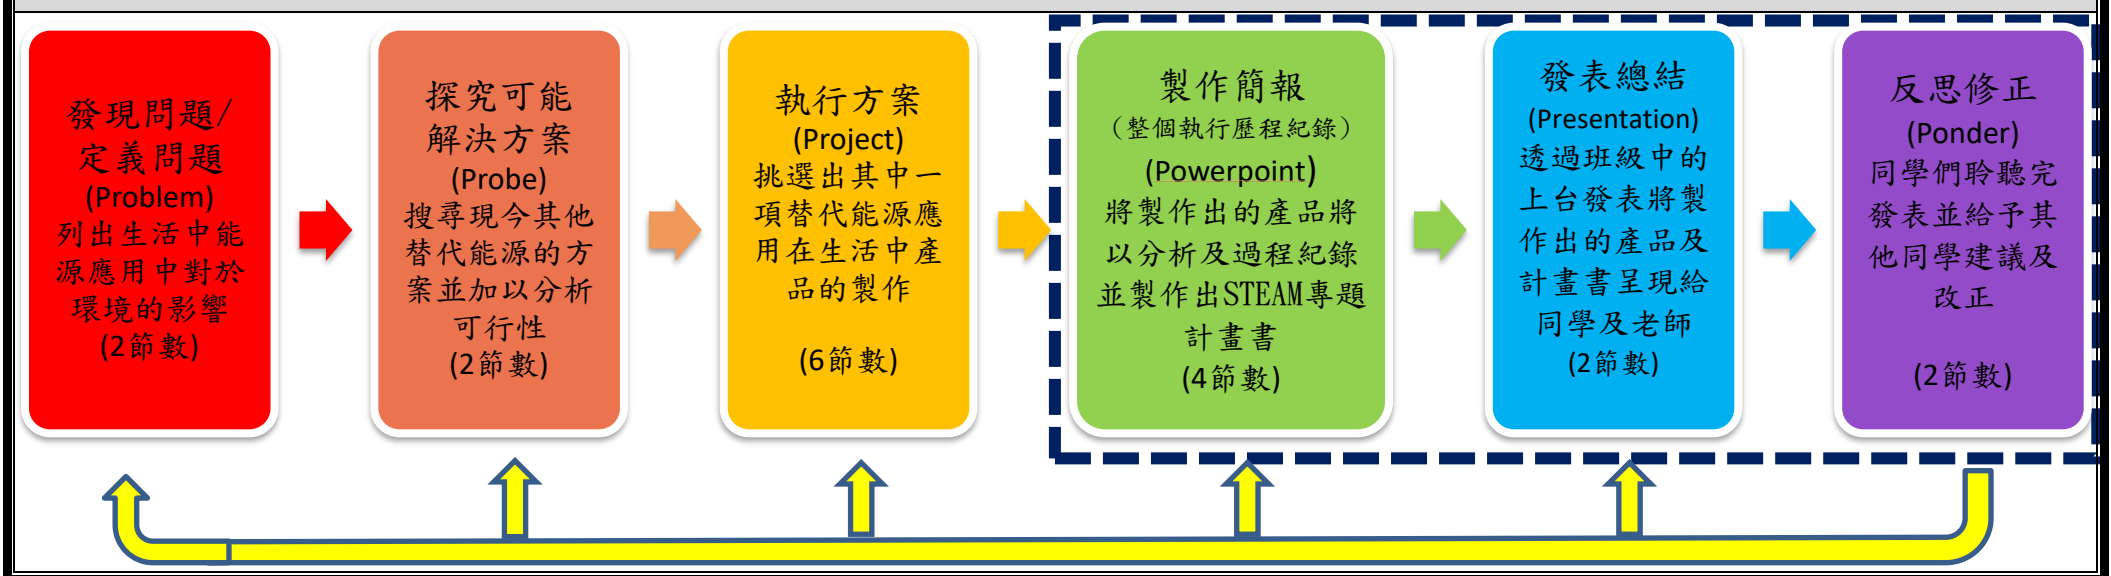 發現問題/
定義問題
(Problem)
列出生活中能
源應用中對於
環境的影響
(2節數)
探究可能
解決方案
(Probe)
搜尋現今其他
替代能源的方
案並加以分析
可行性
(2節數)
執行方案
(Project)
挑選出其中一
項替代能源應
用在生活中產
品的製作
(6節數)
製作簡報
（整個執行歷程紀錄）
(Powerpoint)
將製作出的產品將
以分析及過程紀錄
並製作出STEAM專題
計畫書
(4節數)
發表總結
(Presentation)
透過班級中的
上台發表將製
作出的產品及
計畫書呈現給
同學及老師
(2節數)
反思修正
(Ponder)
同學們聆聽完
發表並給予其
他同學建議及
改正
(2節數)